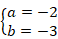 a = −2
b = −3